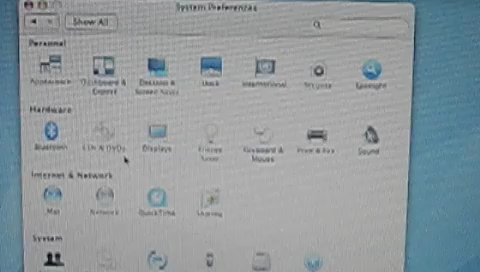 System Preferences
Show All
Personal
Appearance Dashboard & Exposé Desktop & Screen Saver Dock International Security Spotlight
Hardware
Bluetooth CDs & DVDs Displays Energy Saver Keyboard & Mouse Print & Fax Sound
Internet & Network
.Mac Network QuickTime Sharing
System